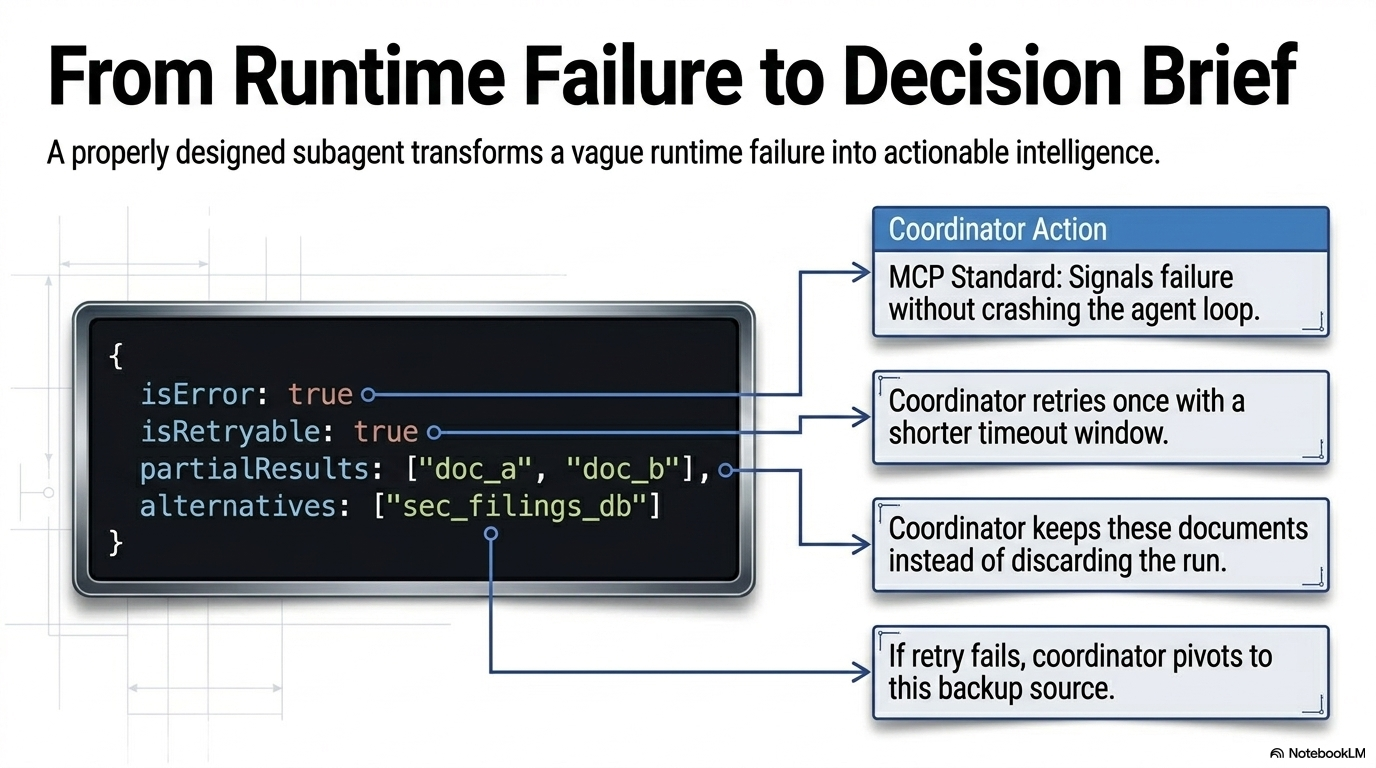 From Runtime Failure to Decision Brief
A properly designed subagent transforms a vague runtime failure into actionable intelligence.
{
isError: true
isRetryable: true
partialResults: ["doc_a", "doc_b"],
alternatives: ["sec_filings_db"]
}
Coordinator Action
MCP Standard: Signals failure
without crashing the agent loop.
Coordinator retries once with a
shorter timeout window.
Coordinator keeps these documents
instead of discarding the run.
If retry fails, coordinator pivots to
this backup source.
NotebookLM